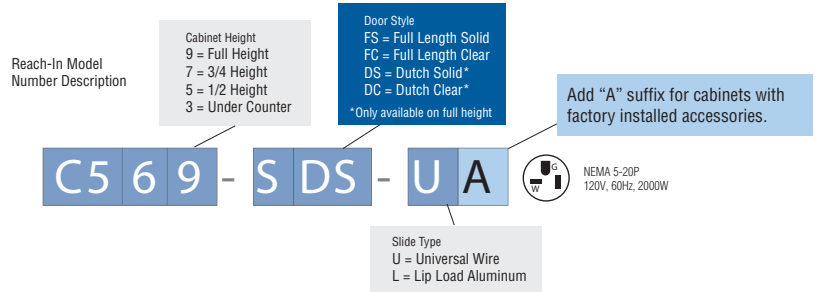 Reach-In Model
Number Description
Cabinet Height
9 = Full Height
7 = 3/4 Height
5 = 1/2 Height
3 = Under Counter
Door Style
FS = Full Length Solid
FC = Full Length Clear
DS = Dutch Solid*
DC = Dutch Clear*
*Only available on full height
Add “A” suffix for cabinets with
factory installed accessories.
C5 6 9 - S DS - U A
G
W
NEMA 5-20P
120V, 60Hz, 2000W
Slide Type
U = Universal Wire
L = Lip Load Aluminum